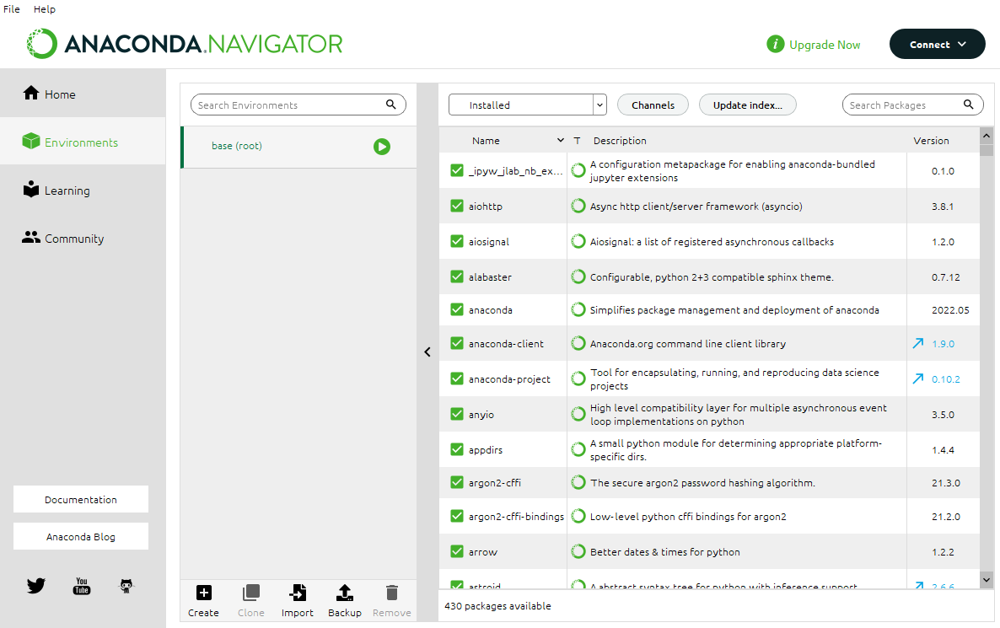 File Help
ANACONDA.NAVIGATOR
Upgrade Now
Connect
Home
Environments
Learning
Community
Documentation
Anaconda Blog
You
Tube
Search Environments
base (root)
Create Clone Import Backup Remove
Installed Channels Update index... Search Packages
Name T Description Version
_ipyw_jlab_nb_ex... A configuration metapackage for enabling anaconda-bundled
jupyter extensions 0.1.0
aiohttp Async http client/server framework (asyncio) 3.8.1
aiosignal Aiosignal: a list of registered asynchronous callbacks 1.2.0
alabaster Configurable, python 2+3 compatible sphinx theme. 0.7.12
anaconda Simplifies package management and deployment of anaconda 2022.05
anaconda-client Anaconda.org command line client library 1.9.0
anaconda-project Tool for encapsulating, running, and reproducing data science
projects 0.10.2
anyio High level compatibility layer for multiple asynchronous event
loop implementations on python 3.5.0
appdirs A small python module for determining appropriate platform-
specific dirs. 1.4.4
argon2-cffi The secure argon2 password hashing algorithm. 21.3.0
argon2-cffi-bindings Low-level python cffi bindings for argon2 21.2.0
arrow Better dates & times for python 1.2.2
astroid A abstract syntax tree for python with inference support. 2.6.6
430 packages available